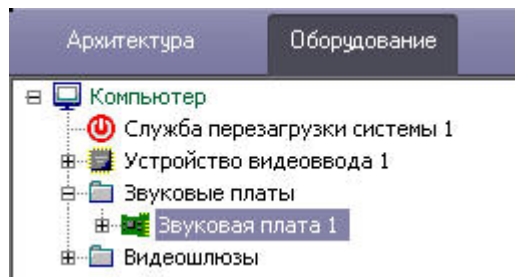 Архитектура Оборудование
Компьютер
Служба перезагрузки системы 1
Устройство видеоввода 1
Звуковые платы
Звуковая плата 1
Видеошлюзы